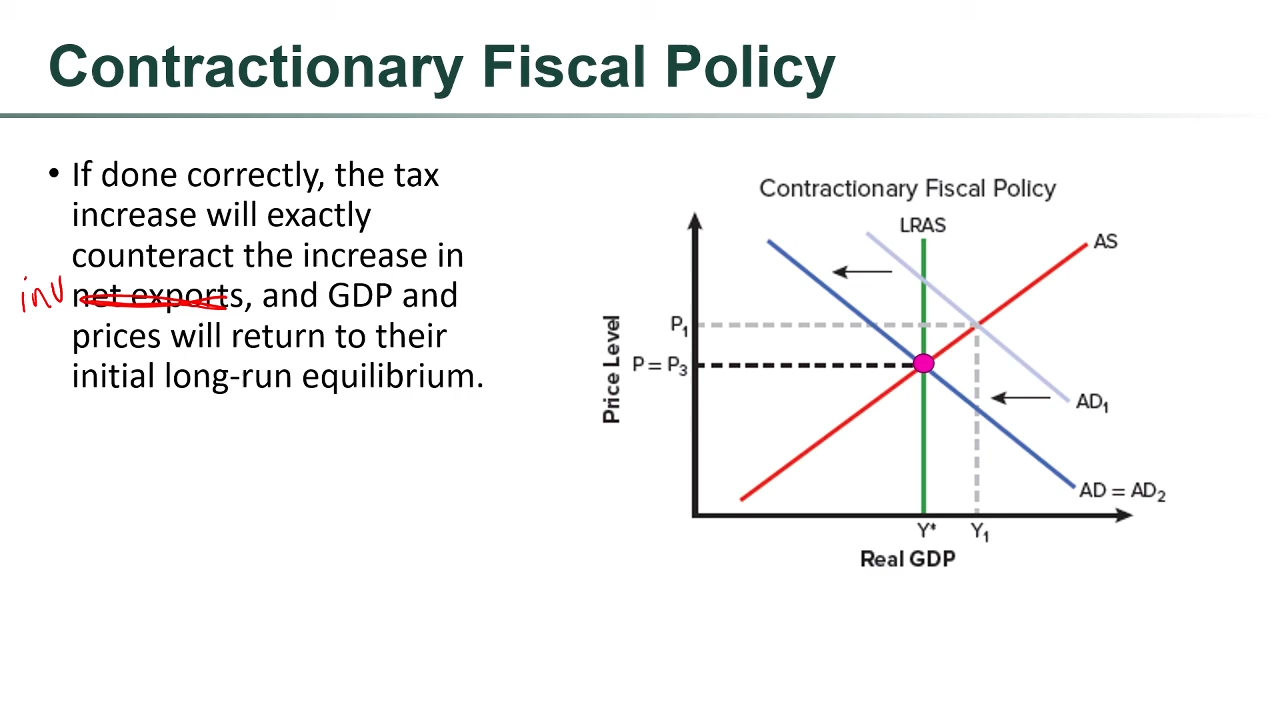 Contractionary Fiscal Policy
• If done correctly, the tax
increase will exactly
counteract the increase in
inv net exports, and GDP and
prices will return to their
initial long-run equilibrium.
Contractionary Fiscal Policy
LRAS
AS
P₁
P = P₃
Price Level
AD₁
AD = AD₂
Y* Y₁
Real GDP